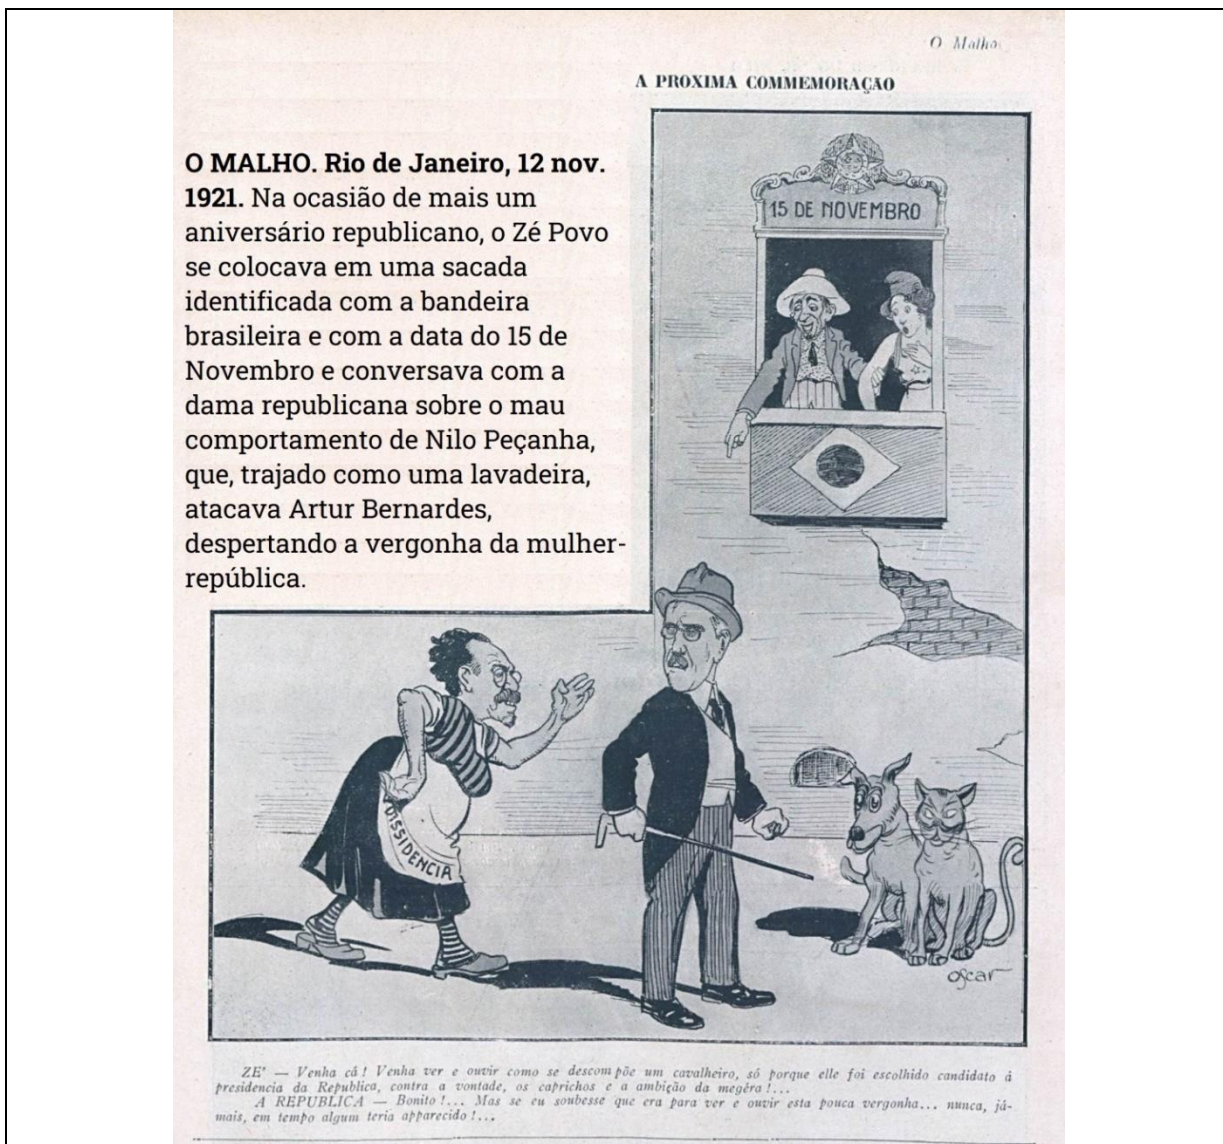 O Malho
A PROXIMA COMMEMORAÇÃO
O MALHO. Rio de Janeiro, 12 nov.
1921. Na ocasião de mais um
aniversário republicano, o Zé Povo
se colocava em uma sacada
identificada com a bandeira
brasileira e com a data do 15 de
Novembro e conversava com a
dama republicana sobre o mau
comportamento de Nilo Peçanha,
que, trajado como uma lavadeira,
atacava Artur Bernardes,
despertando a vergonha da mulher-
república.
15 DE NOVEMBRO
DISSIDENCIA
oscar
ZE' — Venha cá! Venha ver e ouvir como se descompõe um cavalheiro, só porque elle foi escolhido candidato á
presidencia da Republica, contra a vontade, os caprichos e a ambição da megéra!...
A REPUBLICA — Bonito!... Mas se eu soubesse que era para ver e ouvir esta pouca vergonha... nunca, já-
mais, em tempo algum teria apparecido!...